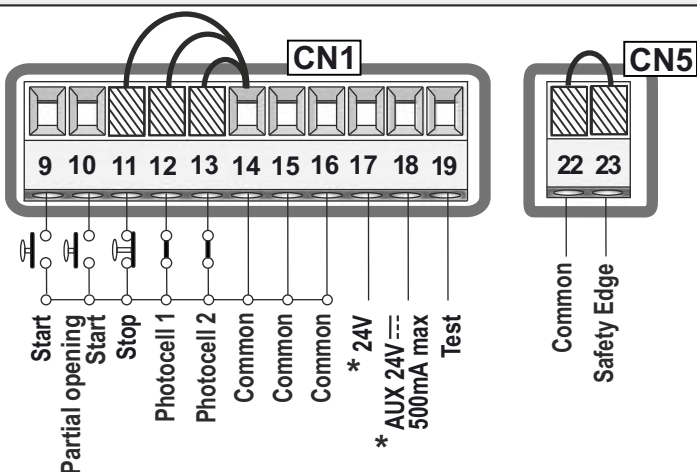 CN1
CN5
9 10 11 12 13 14 15 16 17 18 19
22 23
Start
Partial opening
Start
Stop
Photocell 1
Photocell 2
Common
Common
Common
* 24V
* AUX 24V ⎓
500mA max
Test
Common
Safety Edge